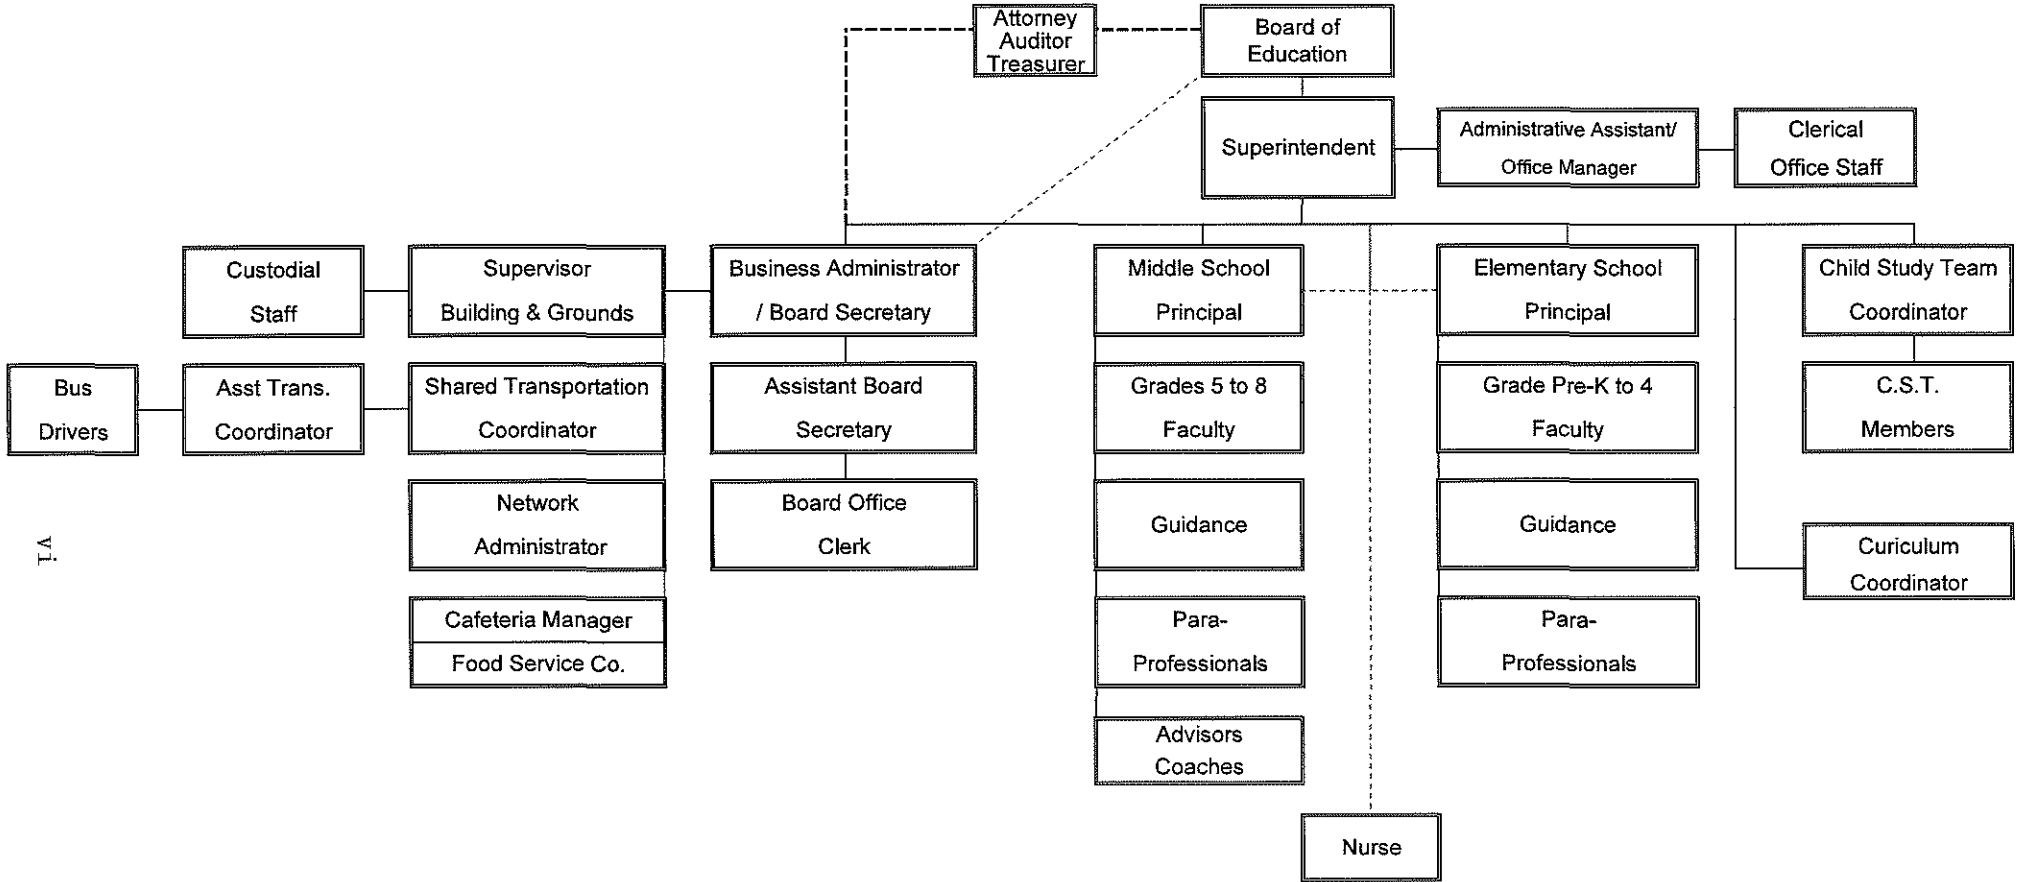 Attorney
Auditor
Treasurer
Board of
Education
Superintendent
Administrative Assistant/
Office Manager
Clerical
Office Staff
Custodial
Staff
Supervisor
Building & Grounds
Business Administrator
/ Board Secretary
Middle School
Principal
Elementary School
Principal
Child Study Team
Coordinator
Bus
Drivers
Asst Trans.
Coordinator
Shared Transportation
Coordinator
Assistant Board
Secretary
Grades 5 to 8
Faculty
Grade Pre-K to 4
Faculty
C.S.T.
Members
Network
Administrator
Board Office
Clerk
Guidance
Guidance
Curiculum
Coordinator
Cafeteria Manager
Food Service Co.
Para-
Professionals
Para-
Professionals
Advisors
Coaches
Nurse
vi